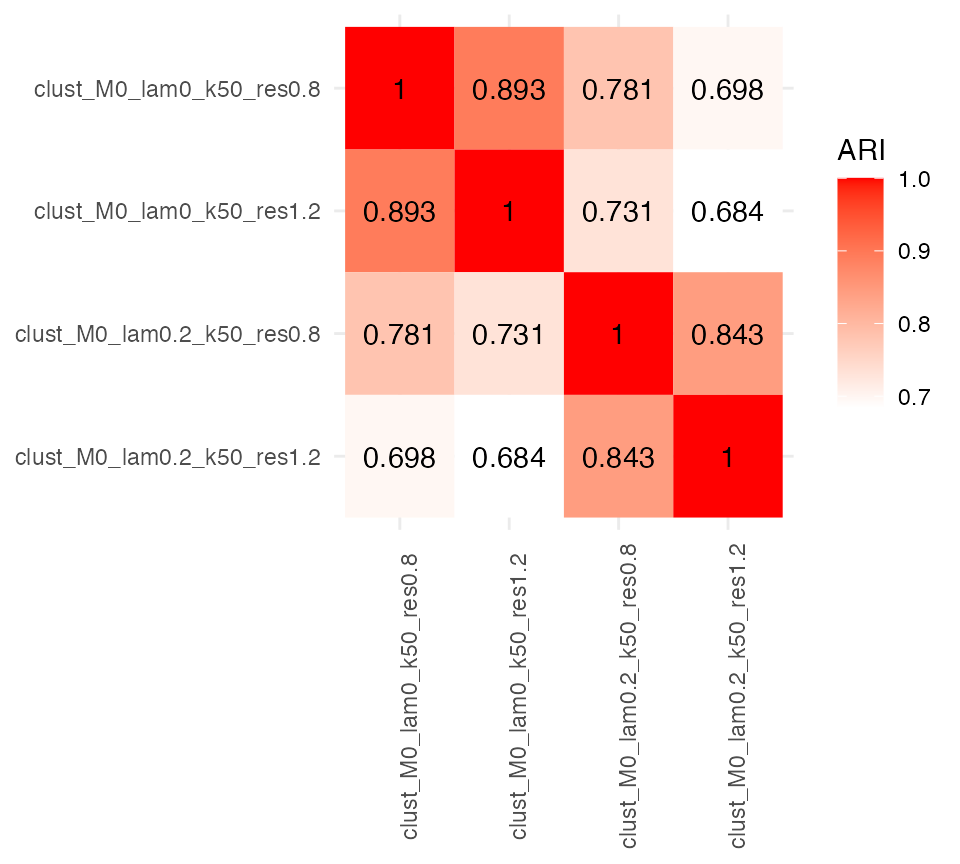 clust_M0_lam0_k50_res0.8 1 0.893 0.781 0.698
clust_M0_lam0_k50_res1.2 0.893 1 0.731 0.684
clust_M0_lam0.2_k50_res0.8 0.781 0.731 1 0.843
clust_M0_lam0.2_k50_res1.2 0.698 0.684 0.843 1
clust_M0_lam0_k50_res0.8
clust_M0_lam0_k50_res1.2
clust_M0_lam0.2_k50_res0.8
clust_M0_lam0.2_k50_res1.2
ARI
1.0
0.9
0.8
0.7